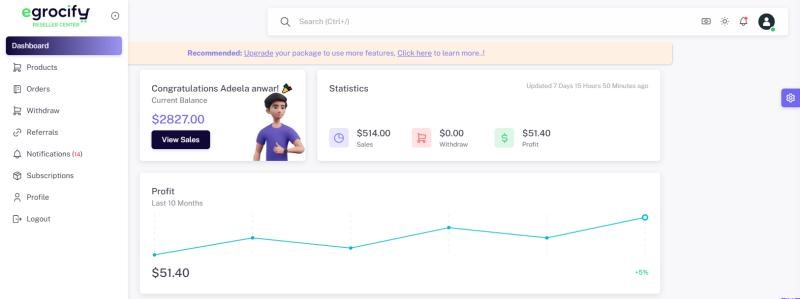 egrocify
RESELLER CENTER
Search (Ctrl+/)
Dashboard
Products
Orders
Withdraw
Referrals
Notifications (14)
Subscriptions
Profile
Logout
Recommended: Upgrade your package to use more features, Click here to learn more..!
Congratulations Adeela anwar! 🎉
Current Balance
$2827.00
View Sales
Statistics
Updated 7 Days 15 Hours 50 Minutes ago
$514.00
Sales
$0.00
Withdraw
$51.40
Profit
Profit
Last 10 Months
$51.40
+5%